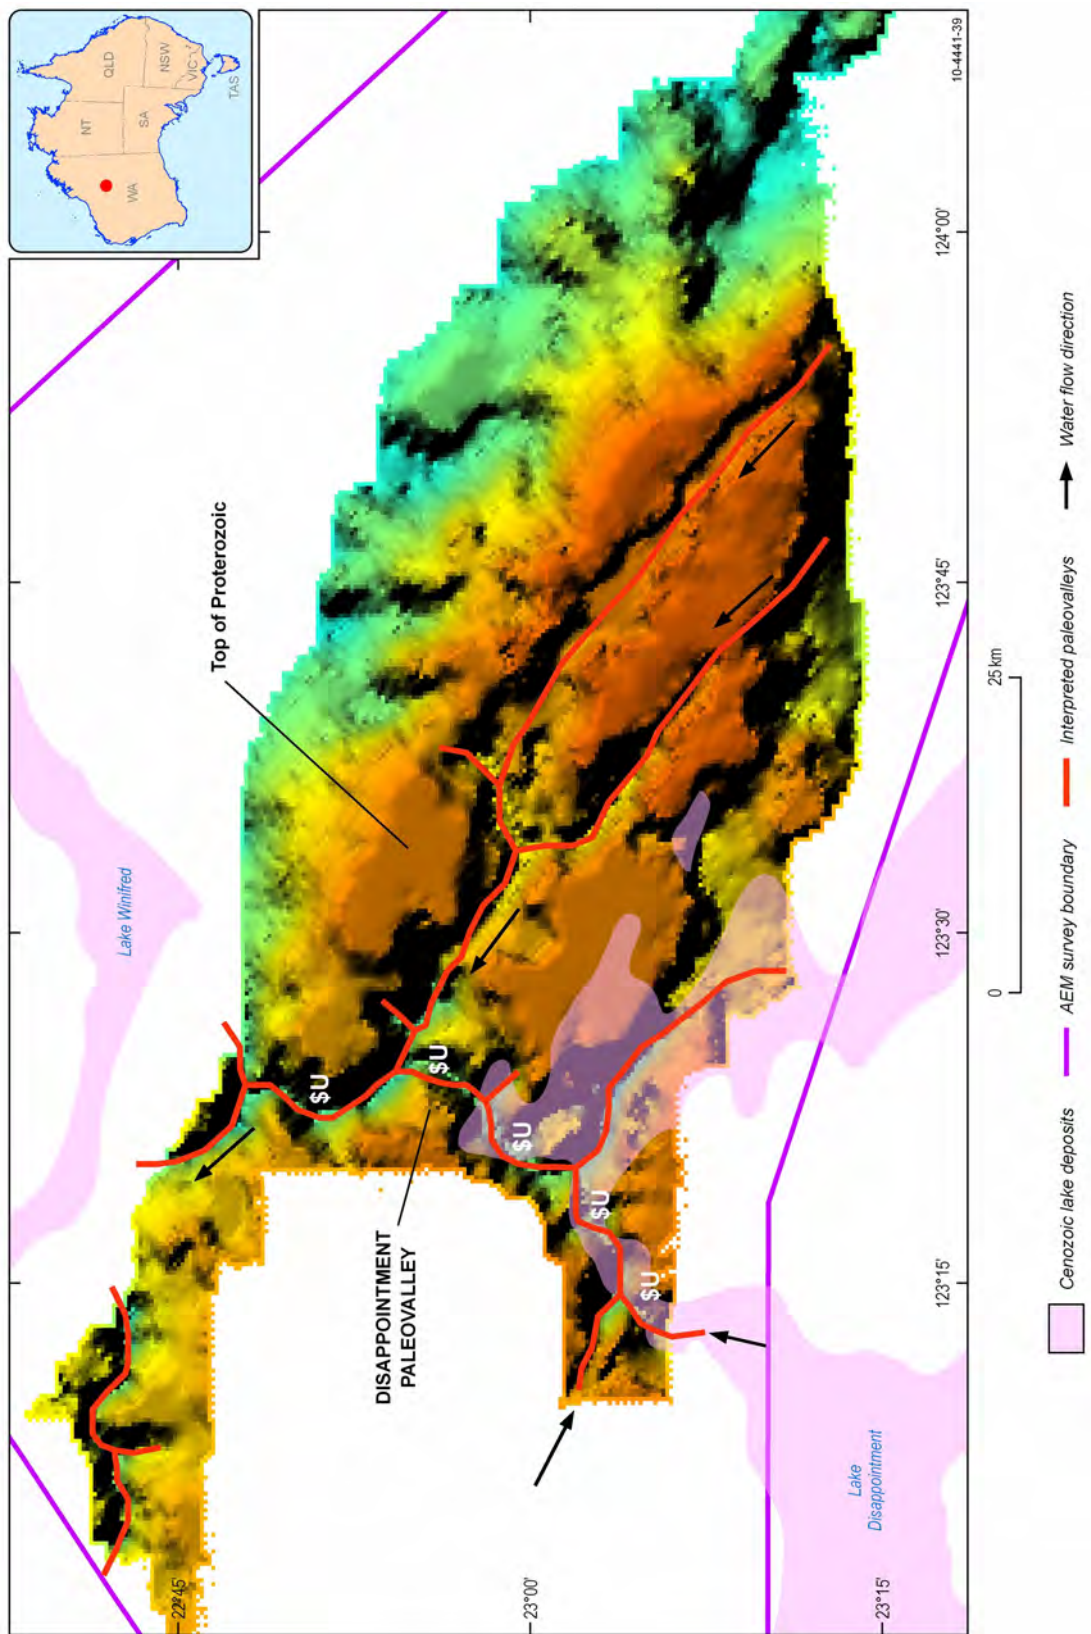 QLD
NT
NSW
VIC
SA
WA
TAS
Lake Winifred
Top of Proterozoic
DISAPPOINTMENT
PALEOVALLEY
$U
$U
$U
$U
$U
Lake
Disappointment
22°45'
23°00'
23°15'
123°15'
123°30'
123°45'
124°00'
10-4441-39
0
25 km
Cenozoic lake deposits
AEM survey boundary
Interpreted paleovalleys
Water flow direction